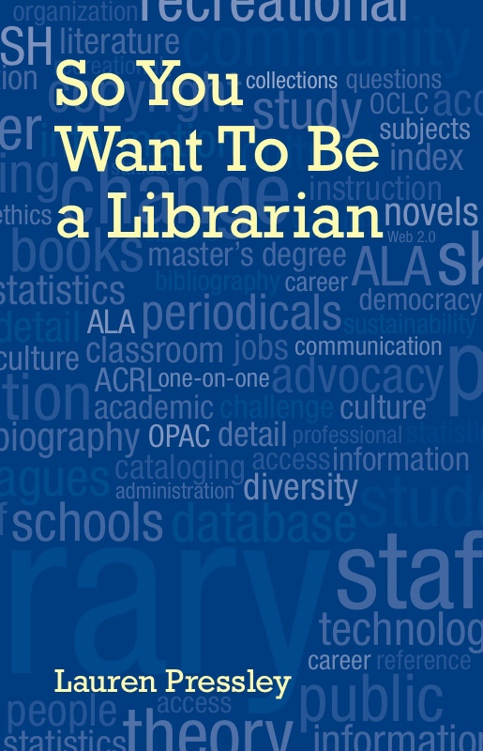 organization recreational
SH literature community
creation
So You
collections questions
copyright study OCLC acc
er subjects
Want To Be
index
ing change instruction
ethics a Librarian novels
Web 2.0
books master's degree ALA Sk
statistics bibliography career
democracy
detail ALA periodicals sustainability
culture classroom jobs communication
ACRL one-on-one advocacy p
tion academic challenge culture
biography OPAC detail professional statisti
agues cataloging access information
administration diversity stud
f schools database
rary staf
technolog
career reference
Lauren Pressley
people access public
statistics theory information